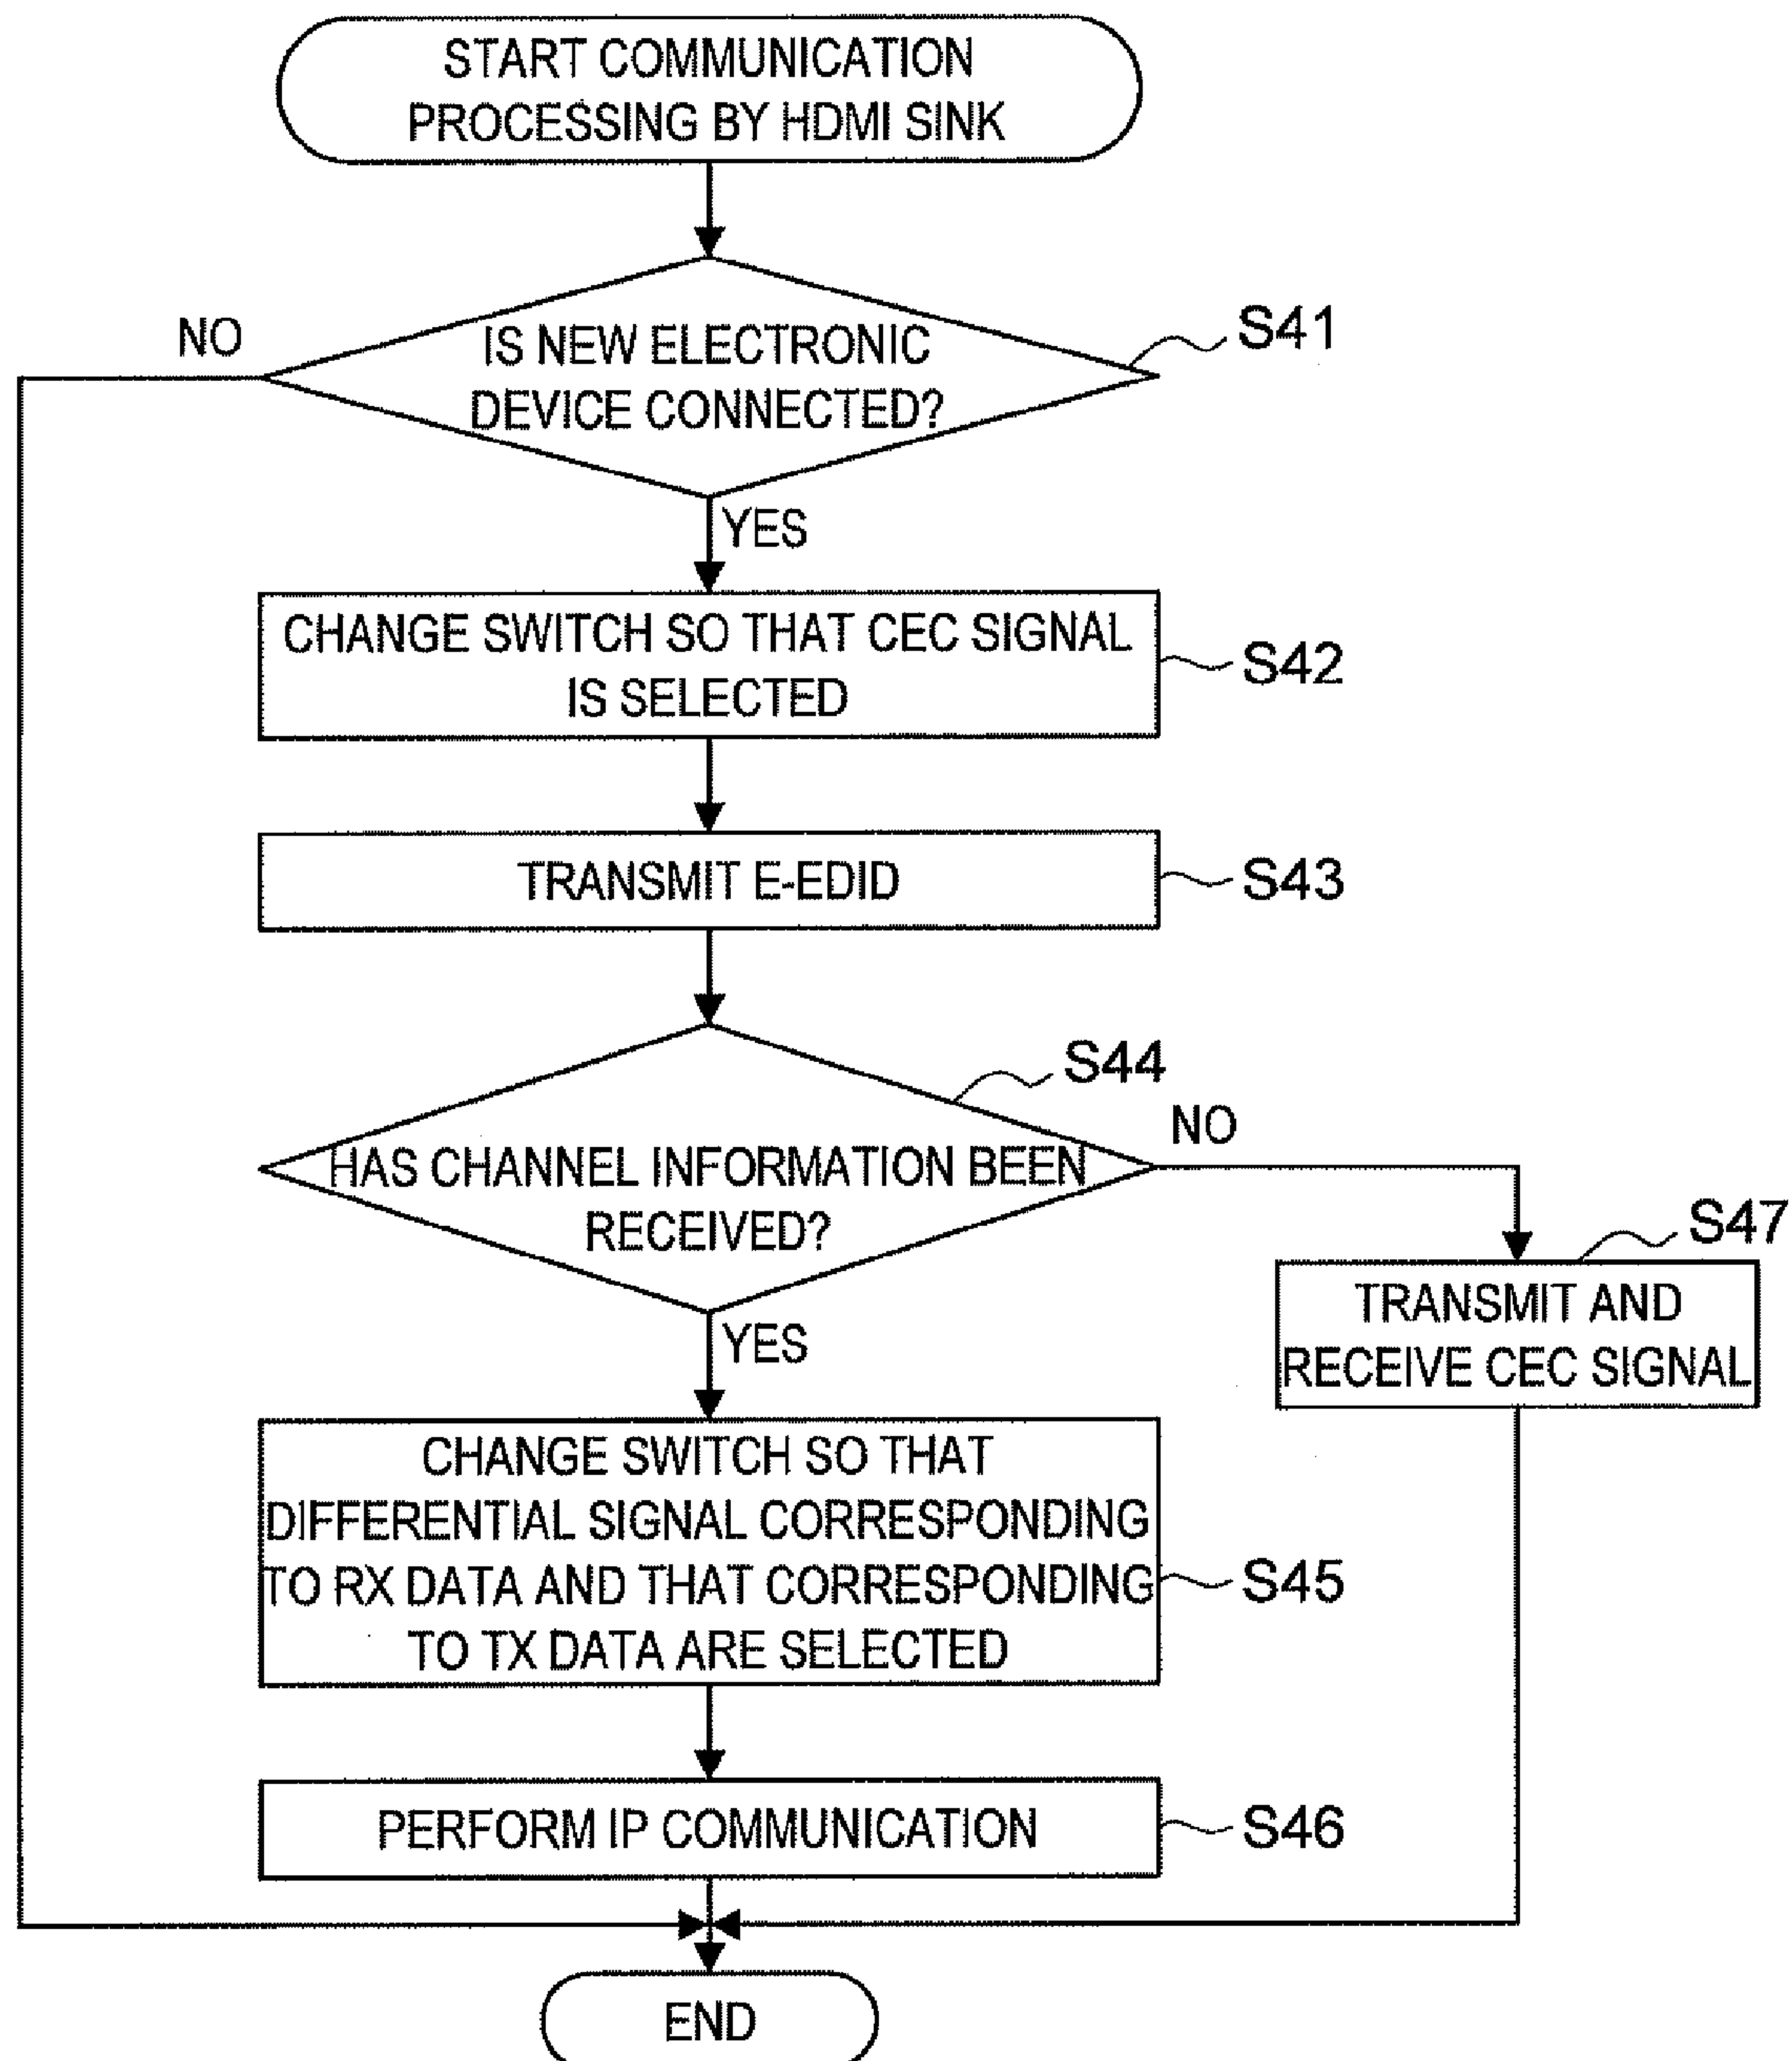 START COMMUNICATION
PROCESSING BY HDMI SINK
NO
IS NEW ELECTRONIC
DEVICE CONNECTED?
S41
YES
CHANGE SWITCH SO THAT CEC SIGNAL
IS SELECTED
S42
TRANSMIT E-EDID
S43
S44
HAS CHANNEL INFORMATION BEEN
RECEIVED?
NO
YES
S47
TRANSMIT AND
RECEIVE CEC SIGNAL
CHANGE SWITCH SO THAT
DIFFERENTIAL SIGNAL CORRESPONDING
TO RX DATA AND THAT CORRESPONDING
TO TX DATA ARE SELECTED
S45
PERFORM IP COMMUNICATION
S46
END